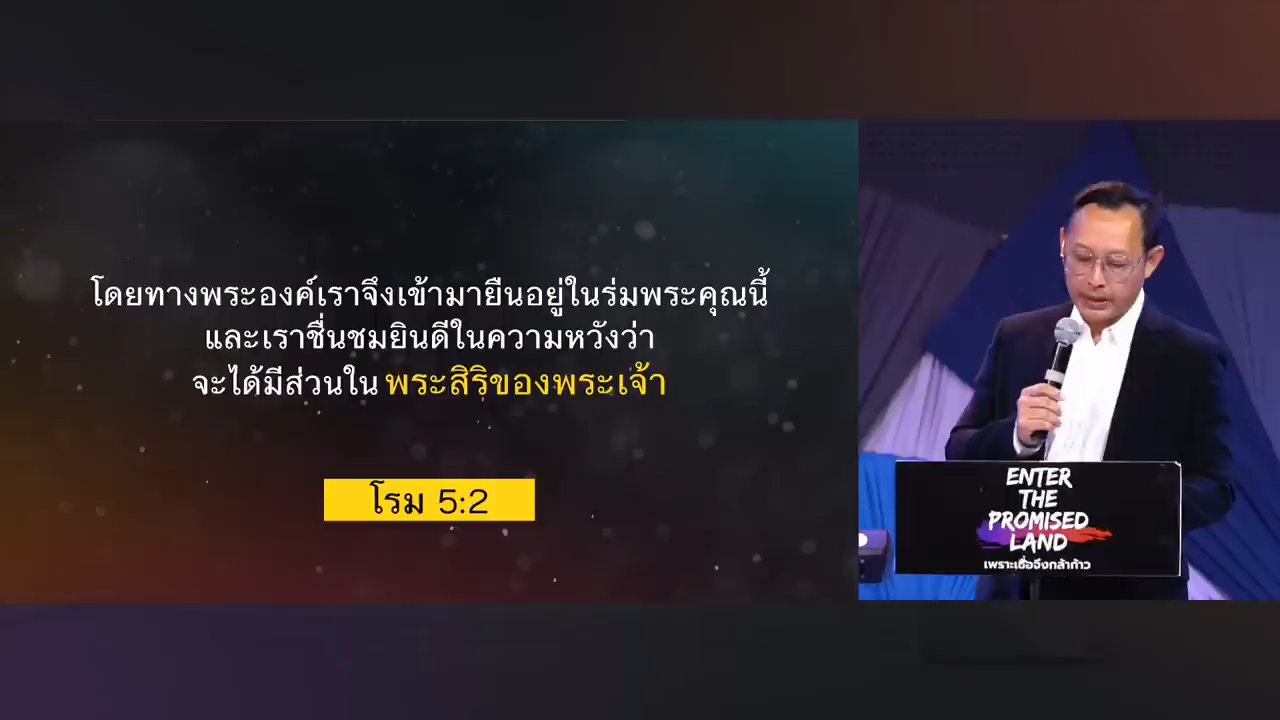 โดยทางพระองค์เราจึงเข้ามายืนอยู่ในร่มพระคุณนี้
และเราชื่นชมยินดีในความหวังว่า
จะได้มีส่วนใน พระสิริของพระเจ้า
โรม 5:2
ENTER
THE
PROMISED
LAND
เพราะเชื่อจึงกล้าก้าว